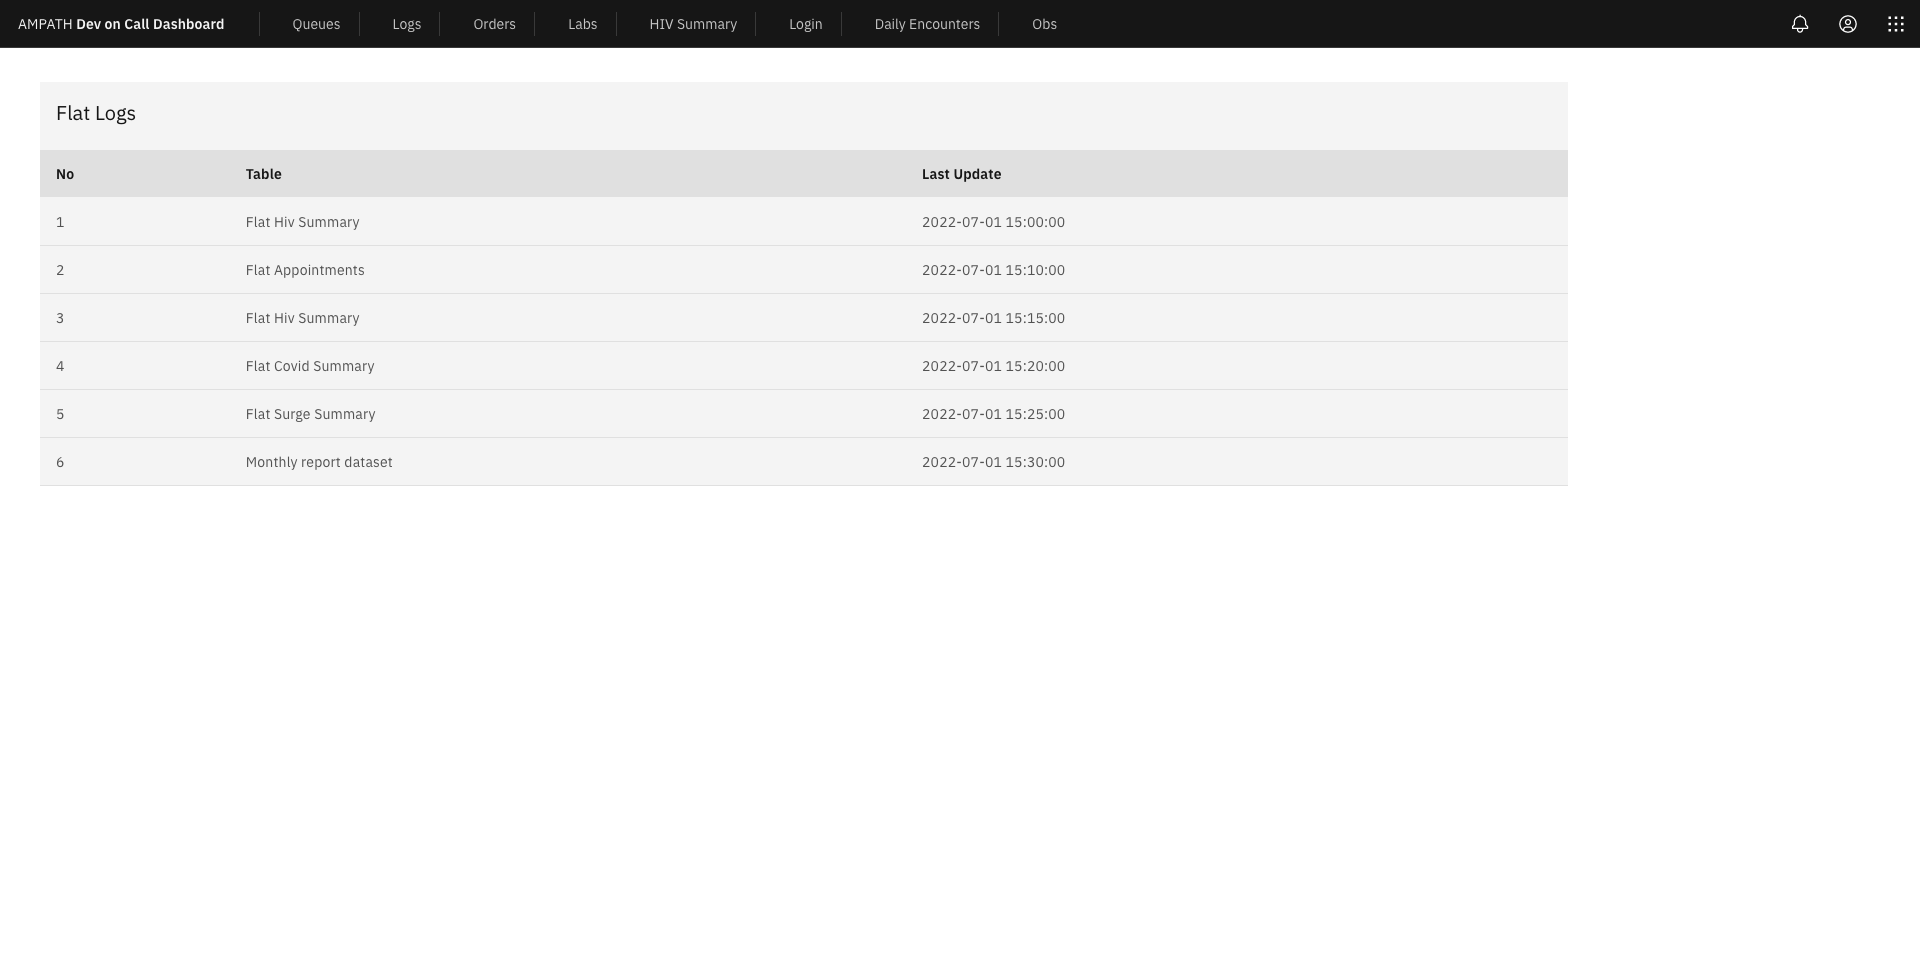 AMPATH Dev on Call Dashboard Queues Logs Orders Labs HIV Summary Login Daily Encounters Obs
Flat Logs
No Table Last Update
1 Flat Hiv Summary 2022-07-01 15:00:00
2 Flat Appointments 2022-07-01 15:10:00
3 Flat Hiv Summary 2022-07-01 15:15:00
4 Flat Covid Summary 2022-07-01 15:20:00
5 Flat Surge Summary 2022-07-01 15:25:00
6 Monthly report dataset 2022-07-01 15:30:00